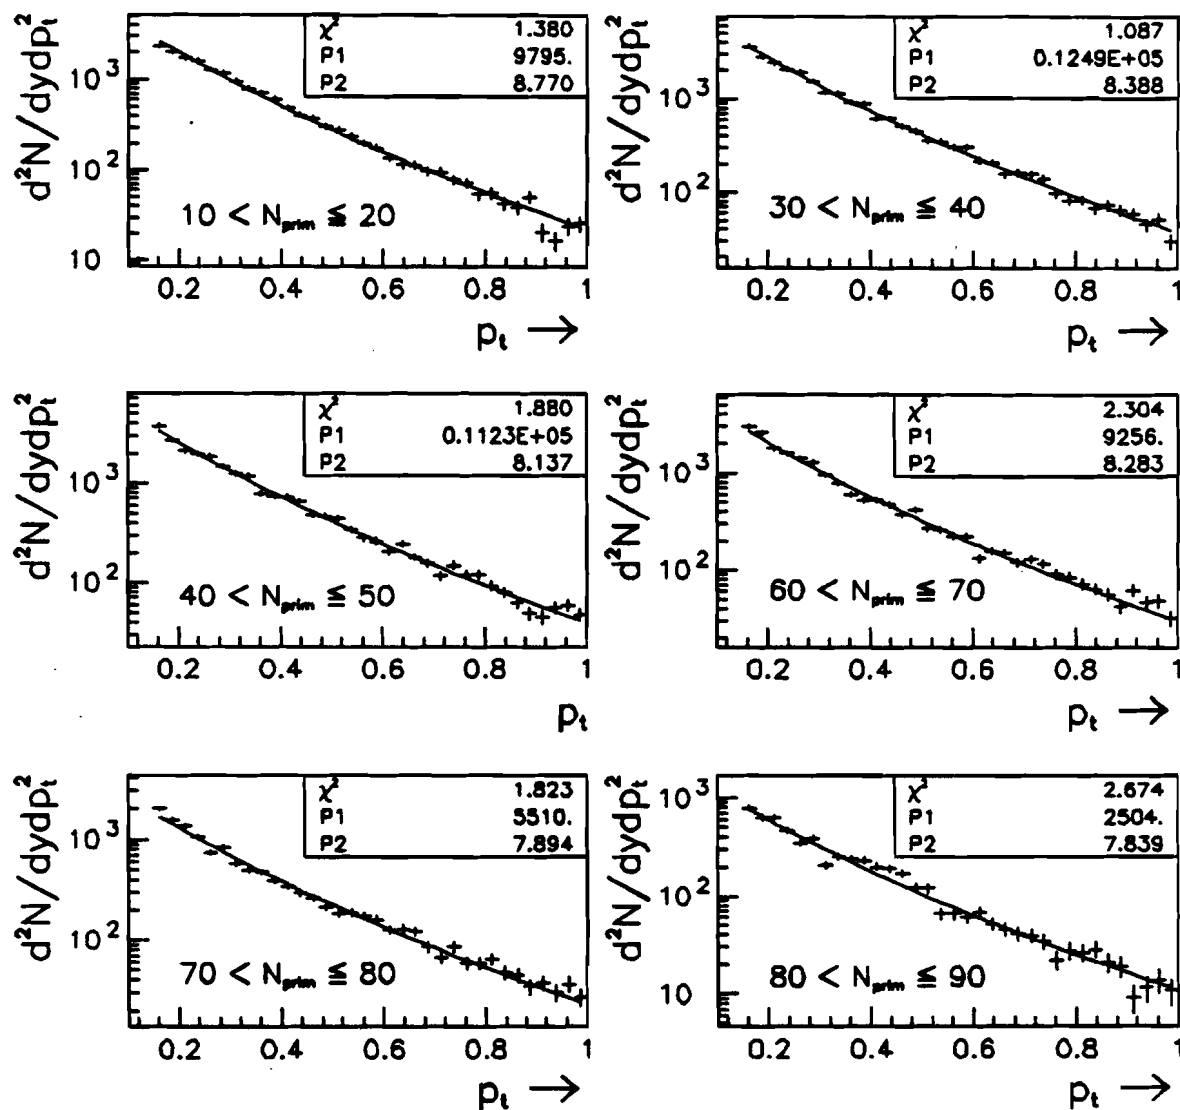 d²N/dydp_t²
10³
10²
10
χ² 1.380
P1 9795.
P2 8.770
10 < N_prim ≦ 20
0.2 0.4 0.6 0.8 1
p_t →
d²N/dydp_t²
10³
10²
χ² 1.087
P1 0.1249E+05
P2 8.388
30 < N_prim ≦ 40
0.2 0.4 0.6 0.8 1
p_t →
d²N/dydp_t²
10³
10²
χ² 1.880
P1 0.1123E+05
P2 8.137
40 < N_prim ≦ 50
0.2 0.4 0.6 0.8 1
p_t
d²N/dydp_t²
10³
10²
χ² 2.304
P1 9256.
P2 8.283
60 < N_prim ≦ 70
0.2 0.4 0.6 0.8 1
p_t →
d²N/dydp_t²
10³
10²
χ² 1.823
P1 5510.
P2 7.894
70 < N_prim ≦ 80
0.2 0.4 0.6 0.8 1
p_t →
d²N/dydp_t²
10³
10²
10
χ² 2.674
P1 2504.
P2 7.839
80 < N_prim ≦ 90
0.2 0.4 0.6 0.8 1
p_t →